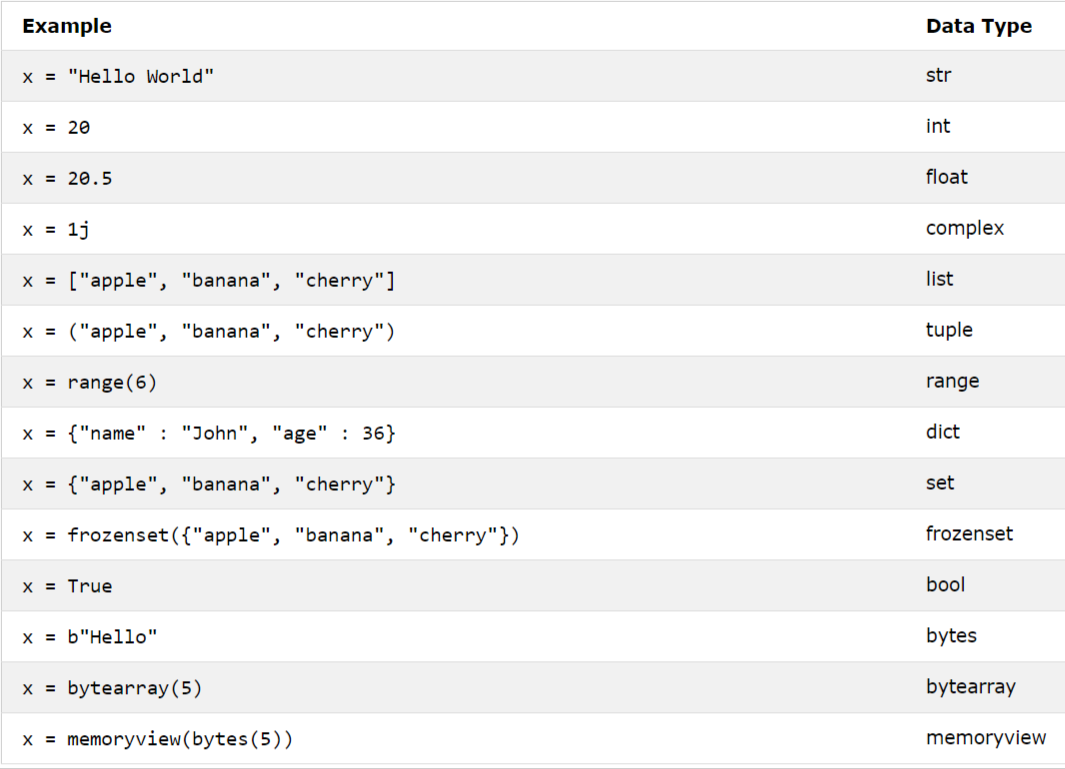 Example Data Type
x = "Hello World" str
x = 20 int
x = 20.5 float
x = 1j complex
x = ["apple", "banana", "cherry"] list
x = ("apple", "banana", "cherry") tuple
x = range(6) range
x = {"name" : "John", "age" : 36} dict
x = {"apple", "banana", "cherry"} set
x = frozenset({"apple", "banana", "cherry"}) frozenset
x = True bool
x = b"Hello" bytes
x = bytearray(5) bytearray
x = memoryview(bytes(5)) memoryview